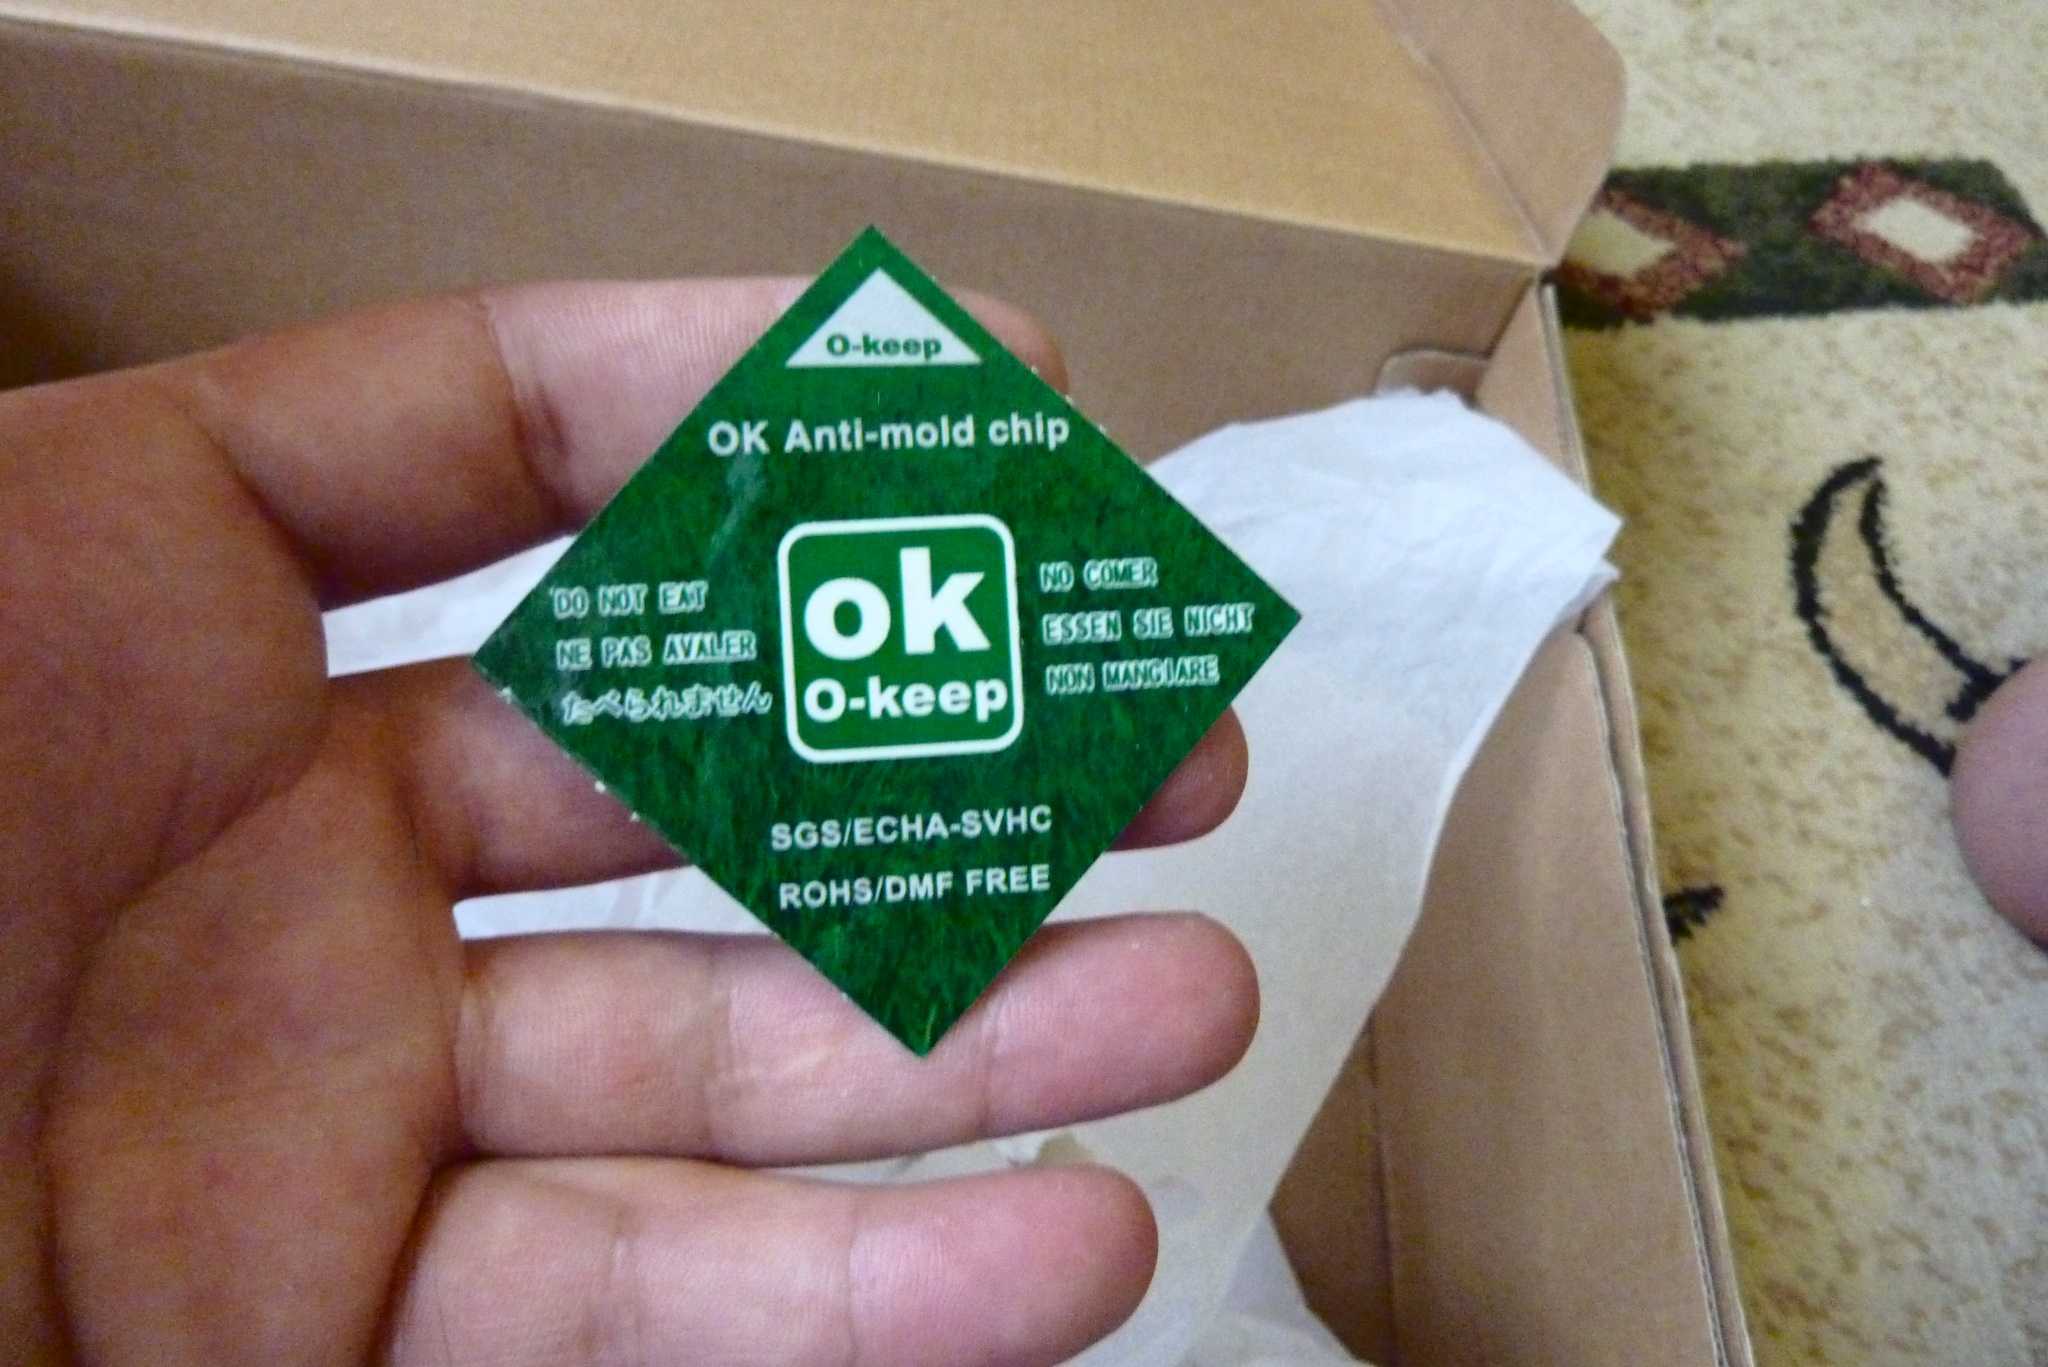 O-keep
OK Anti-mold chip
DO NOT EAT
NE PAS AVALER
たべられません
ok
O-keep
NO COMER
ESSEN SIE NICHT
NON MANGIARE
SGS/ECHA-SVHC
ROHS/DMF FREE